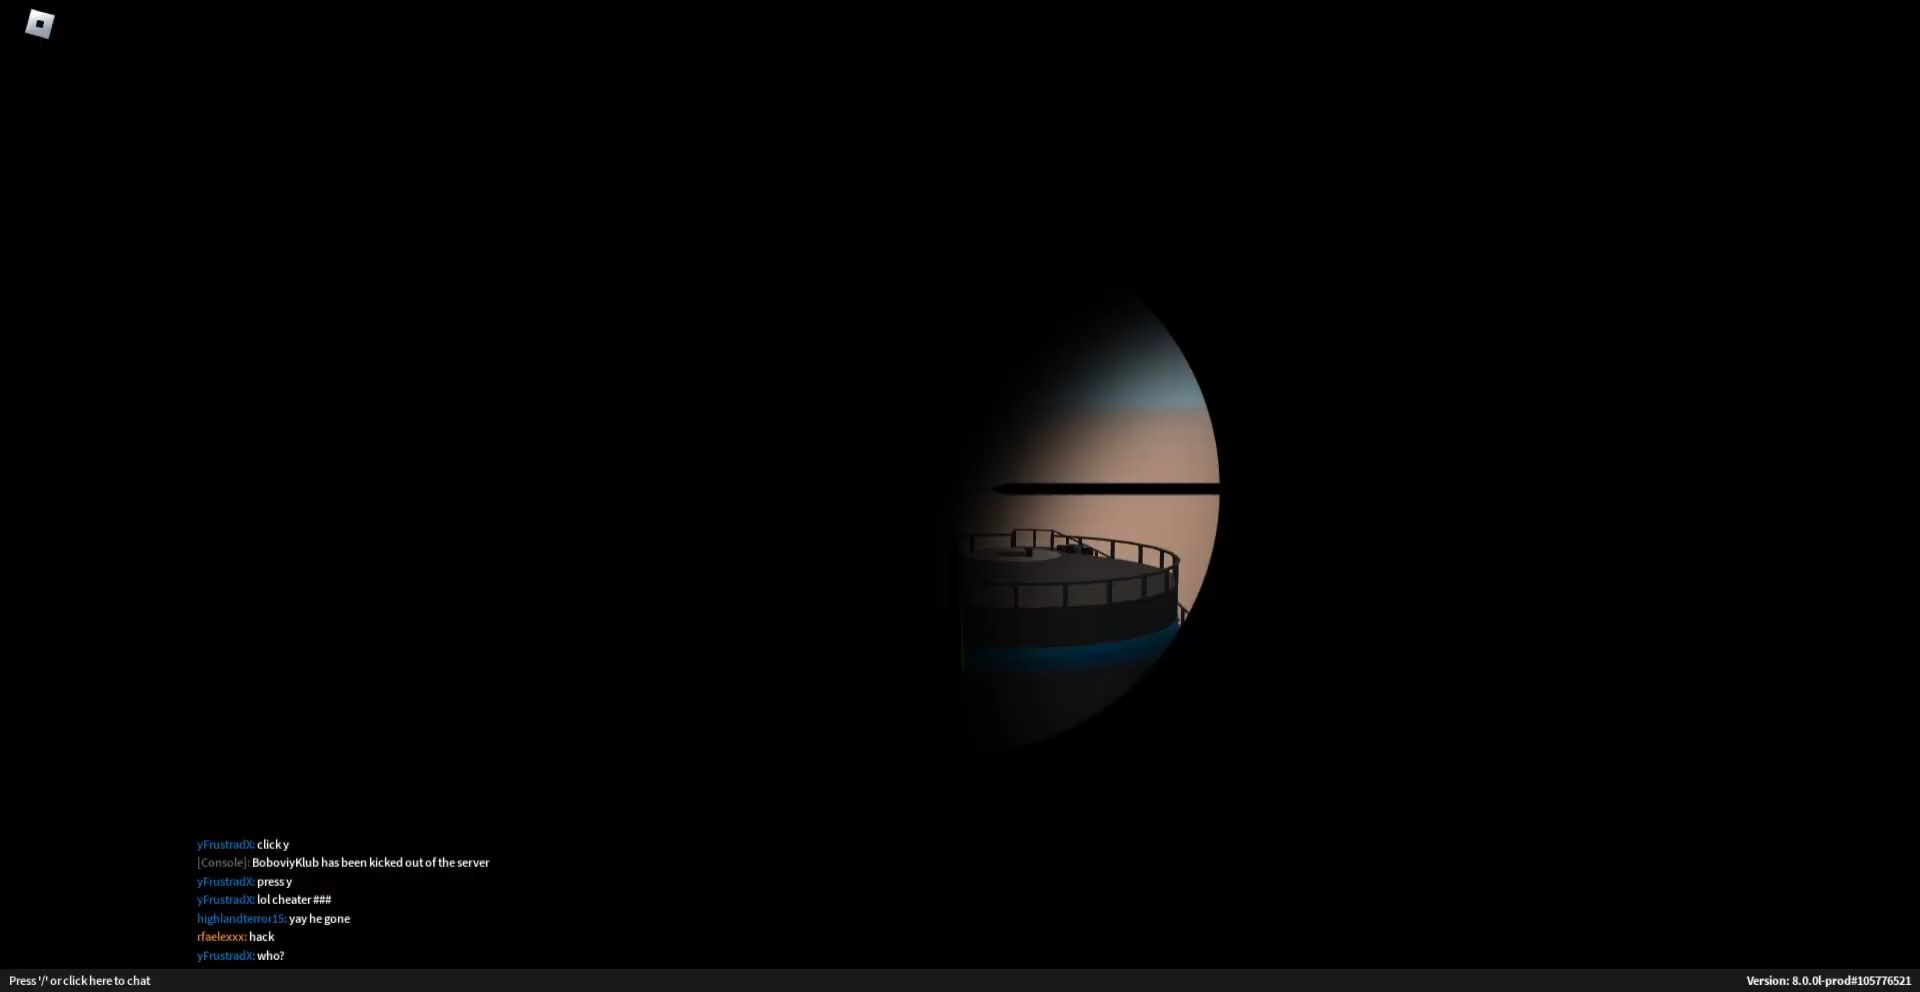 yFrustradX: click y
[Console]: BoboviyKlub has been kicked out of the server
yFrustradX: press y
yFrustradX: lol cheater ###
highlandterror15: yay he gone
rfaelexxx: hack
yFrustradX: who?
Press '/' or click here to chat
Version: 8.0.0l-prod#105776521